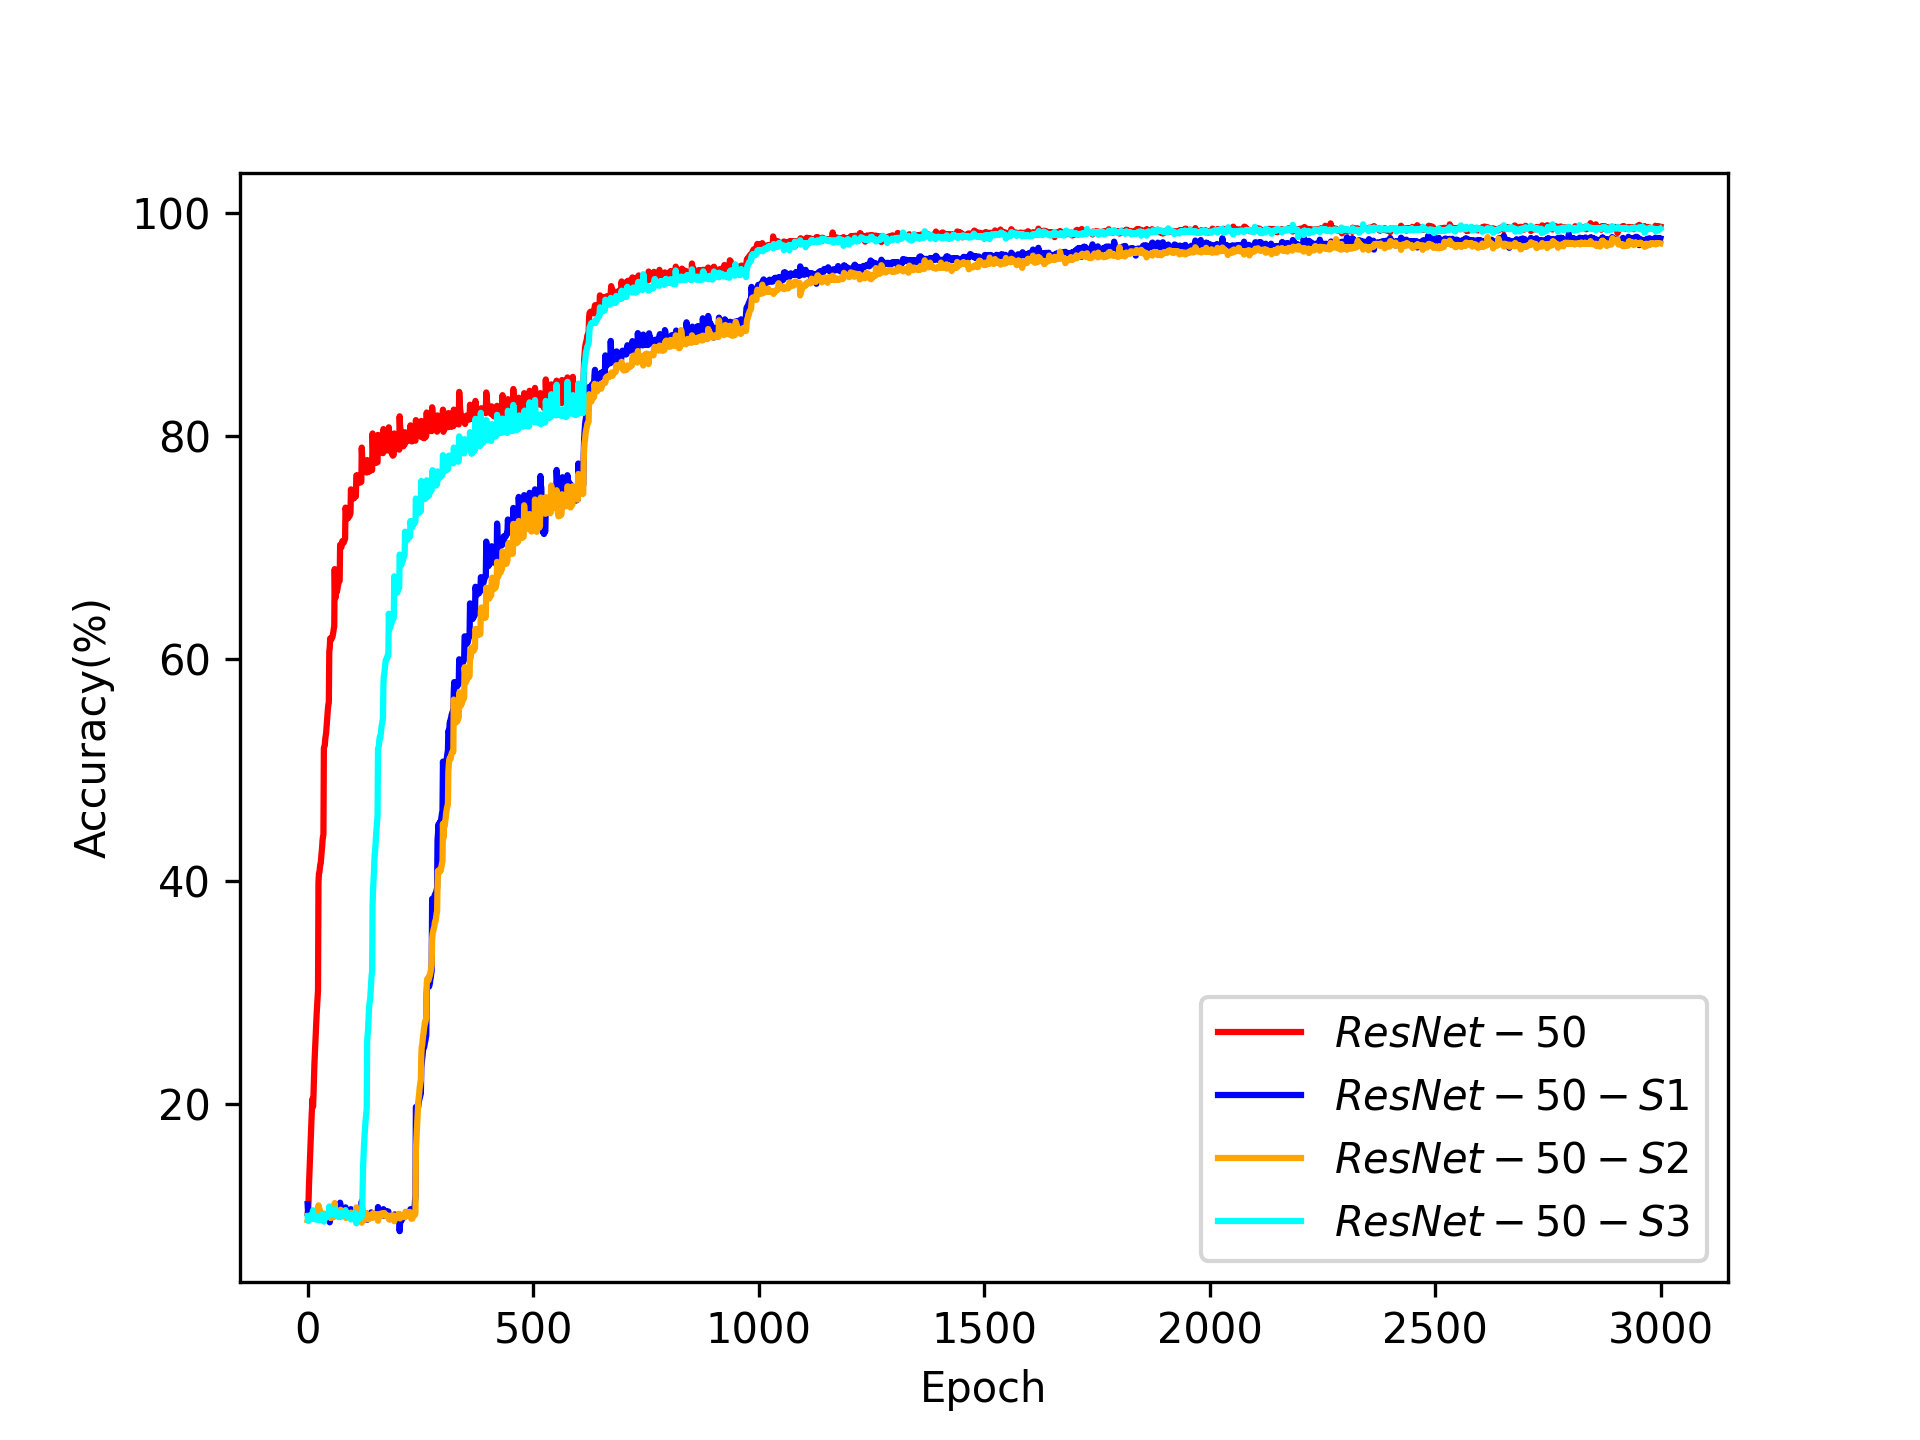 100
80
60
40
20
Accuracy(%)
0 500 1000 1500 2000 2500 3000
Epoch
ResNet − 50
ResNet − 50 − S1
ResNet − 50 − S2
ResNet − 50 − S3